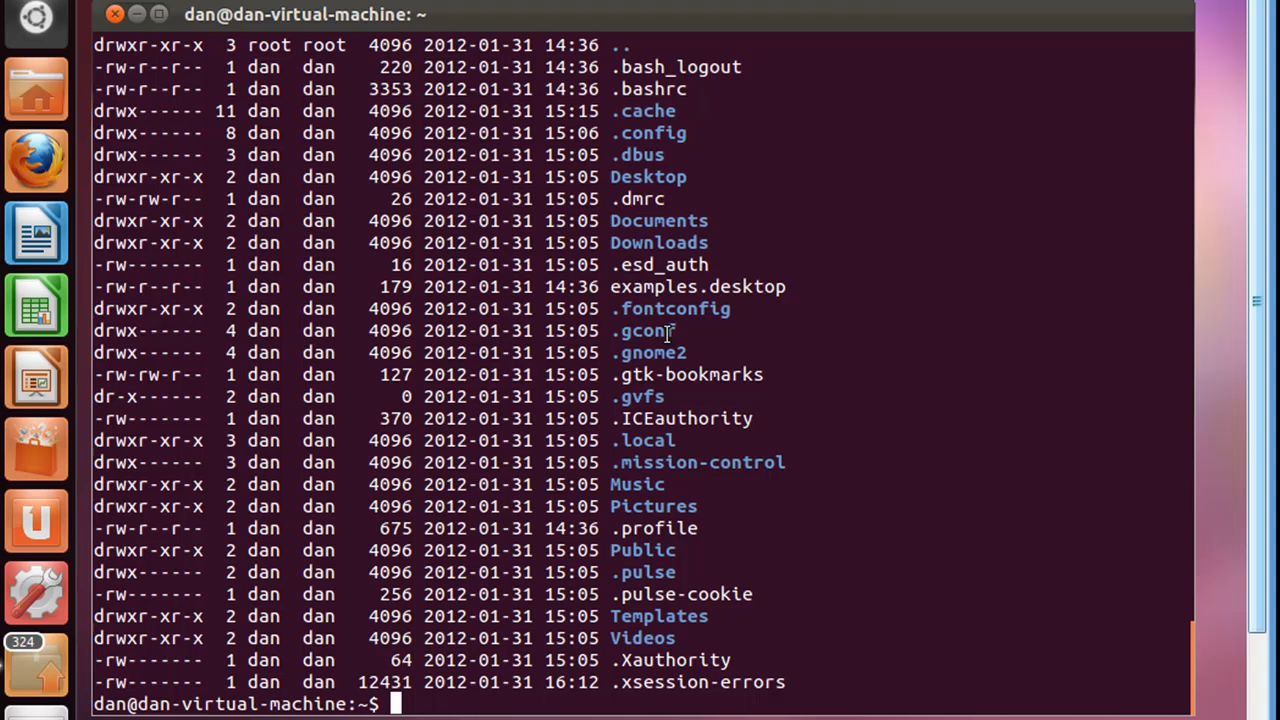 dan@dan-virtual-machine: ~
drwxr-xr-x 3 root root 4096 2012-01-31 14:36 ..
-rw-r--r-- 1 dan dan 220 2012-01-31 14:36 .bash_logout
-rw-r--r-- 1 dan dan 3353 2012-01-31 14:36 .bashrc
drwx------ 11 dan dan 4096 2012-01-31 15:15 .cache
drwx------ 8 dan dan 4096 2012-01-31 15:06 .config
drwx------ 3 dan dan 4096 2012-01-31 15:05 .dbus
drwxr-xr-x 2 dan dan 4096 2012-01-31 15:05 Desktop
-rw-rw-r-- 1 dan dan 26 2012-01-31 15:05 .dmrc
drwxr-xr-x 2 dan dan 4096 2012-01-31 15:05 Documents
drwxr-xr-x 2 dan dan 4096 2012-01-31 15:05 Downloads
-rw------- 1 dan dan 16 2012-01-31 15:05 .esd_auth
-rw-r--r-- 1 dan dan 179 2012-01-31 14:36 examples.desktop
drwxr-xr-x 2 dan dan 4096 2012-01-31 15:05 .fontconfig
drwx------ 4 dan dan 4096 2012-01-31 15:05 .gconf
drwx------ 4 dan dan 4096 2012-01-31 15:05 .gnome2
-rw-rw-r-- 1 dan dan 127 2012-01-31 15:05 .gtk-bookmarks
dr-x------ 2 dan dan 0 2012-01-31 15:05 .gvfs
-rw------- 1 dan dan 370 2012-01-31 15:05 .ICEauthority
drwxr-xr-x 3 dan dan 4096 2012-01-31 15:05 .local
drwx------ 3 dan dan 4096 2012-01-31 15:05 .mission-control
drwxr-xr-x 2 dan dan 4096 2012-01-31 15:05 Music
drwxr-xr-x 2 dan dan 4096 2012-01-31 15:05 Pictures
-rw-r--r-- 1 dan dan 675 2012-01-31 14:36 .profile
drwxr-xr-x 2 dan dan 4096 2012-01-31 15:05 Public
drwx------ 2 dan dan 4096 2012-01-31 15:05 .pulse
-rw------- 1 dan dan 256 2012-01-31 15:05 .pulse-cookie
drwxr-xr-x 2 dan dan 4096 2012-01-31 15:05 Templates
drwxr-xr-x 2 dan dan 4096 2012-01-31 15:05 Videos
-rw------- 1 dan dan 64 2012-01-31 15:05 .Xauthority
-rw------- 1 dan dan 12431 2012-01-31 16:12 .xsession-errors
dan@dan-virtual-machine:~$
324